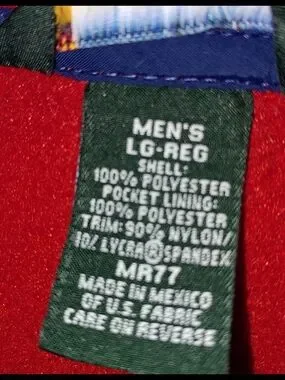 MEN'S
LG-REG
SHELL:
100% POLYESTER
POCKET LINING:
100% POLYESTER
TRIM: 90% NYLON/
10% LYCRA® SPANDEX
MR77
MADE IN MEXICO
OF U.S. FABRIC
CARE ON REVERSE